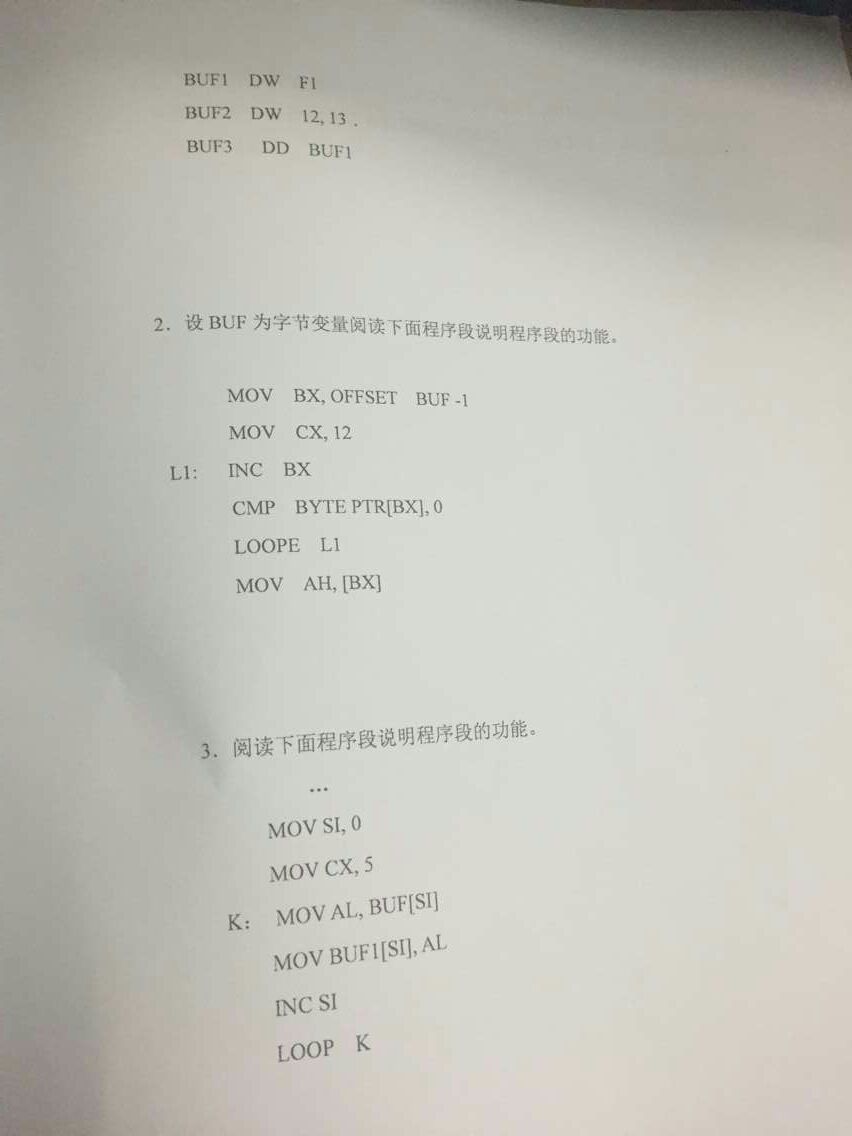 BUF1 DW F1
BUF2 DW 12, 13 .
BUF3 DD BUF1
2. 设 BUF 为字节变量阅读下面程序段说明程序段的功能。
MOV BX, OFFSET BUF -1
MOV CX, 12
L1: INC BX
CMP BYTE PTR[BX], 0
LOOPE L1
MOV AH, [BX]
3. 阅读下面程序段说明程序段的功能。
...
MOV SI, 0
MOV CX, 5
K: MOV AL, BUF[SI]
MOV BUF1[SI], AL
INC SI
LOOP K